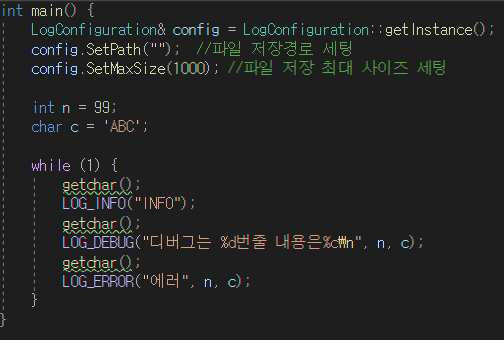 int main() {
LogConfiguration& config = LogConfiguration::getInstance();
config.SetPath(""); //파일 저장경로 세팅
config.SetMaxSize(1000); //파일 저장 최대 사이즈 세팅
int n = 99;
char c = 'ABC';
while (1) {
getchar();
LOG_INFO("INFO");
getchar();
LOG_DEBUG("디버그는 %d번줄 내용은%c₩n", n, c);
getchar();
LOG_ERROR("에러", n, c);
}
}